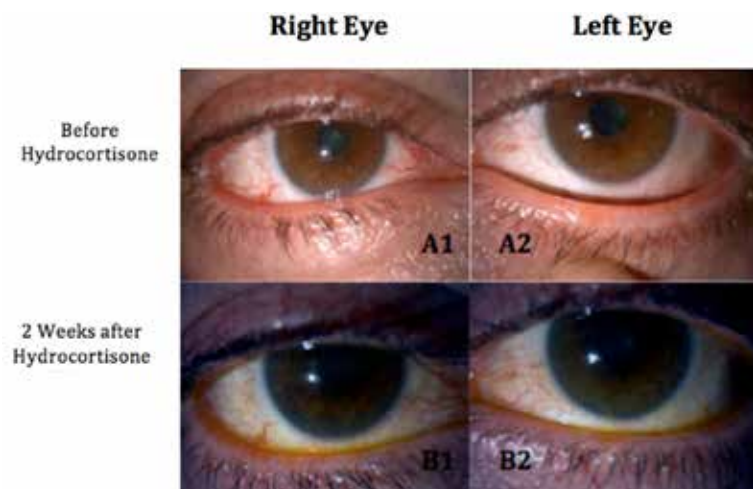 Right Eye
Left Eye
Before
Hydrocortisone
A1
A2
2 Weeks after
Hydrocortisone
B1
B2